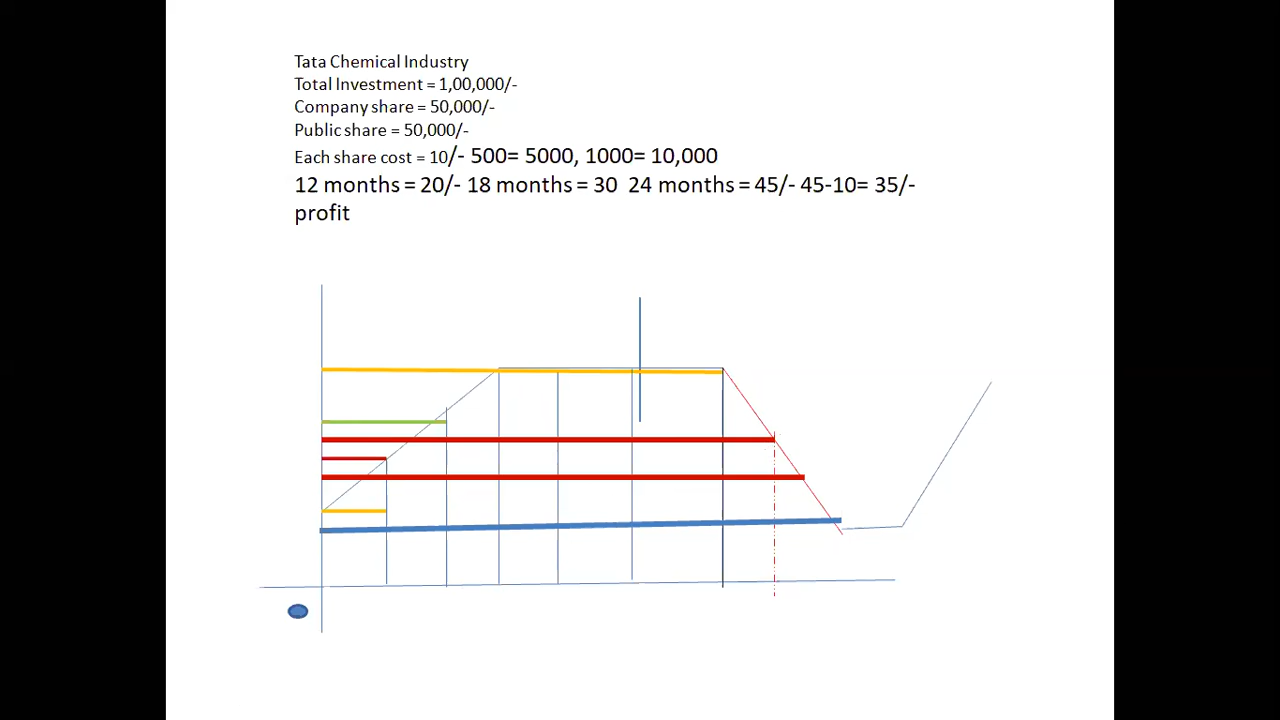 Tata Chemical Industry
Total Investment = 1,00,000/-
Company share = 50,000/-
Public share = 50,000/-
Each share cost = 10/- 500= 5000, 1000= 10,000
12 months = 20/- 18 months = 30  24 months = 45/- 45-10= 35/-
profit